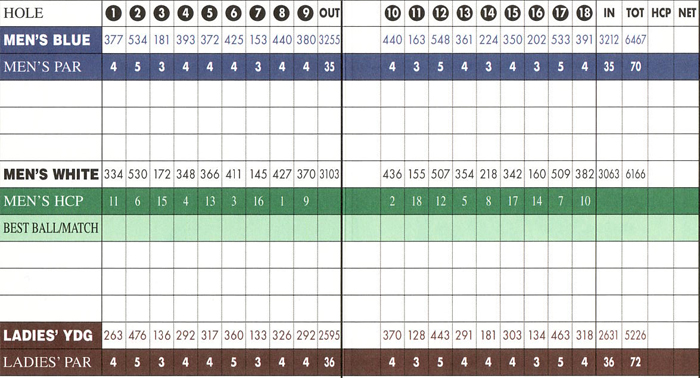 HOLE 1 2 3 4 5 6 7 8 9 OUT 10 11 12 13 14 15 16 17 18 IN TOT HCP NET
MEN'S BLUE 377 534 181 393 372 425 153 440 380 3255 440 163 548 361 224 350 202 533 391 3212 6467
MEN'S PAR 4 5 3 4 4 4 3 4 4 35 4 3 5 4 3 4 3 5 4 35 70
MEN'S WHITE 334 530 172 348 366 411 145 427 370 3103 436 155 507 354 218 342 160 509 382 3063 6166
MEN'S HCP 11 6 15 4 13 3 16 1 9 2 18 12 5 8 17 14 7 10
BEST BALL/MATCH
LADIES' YDG 263 476 136 292 317 360 133 326 292 2595 370 128 443 291 181 303 134 463 318 2631 5226
LADIES' PAR 4 5 3 4 4 5 3 4 4 36 4 3 5 4 3 4 3 5 4 36 72